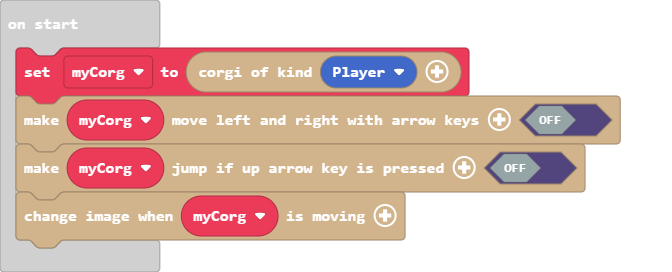 on start
set myCorg to corgi of kind Player
make myCorg move left and right with arrow keys OFF
make myCorg jump if up arrow key is pressed OFF
change image when myCorg is moving